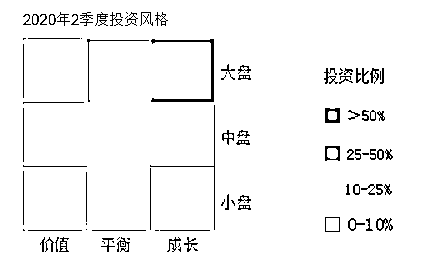 2020年2季度投资风格
大盘
中盘
小盘
价值 平衡 成长
投资比例
>50%
25-50%
10-25%
0-10%